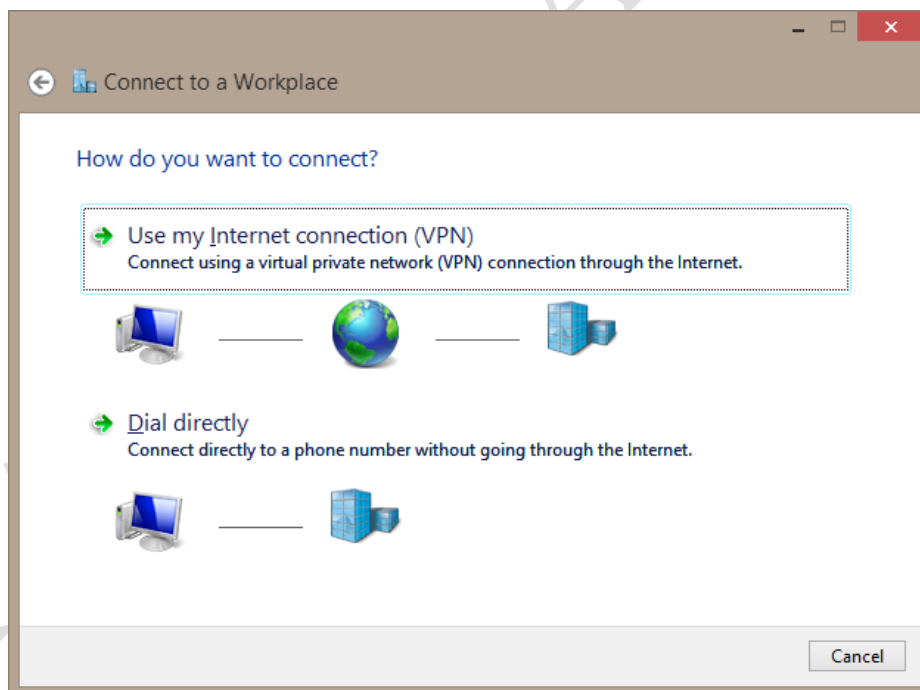 Connect to a Workplace
How do you want to connect?
Use my Internet connection (VPN)
Connect using a virtual private network (VPN) connection through the Internet.
Dial directly
Connect directly to a phone number without going through the Internet.
Cancel